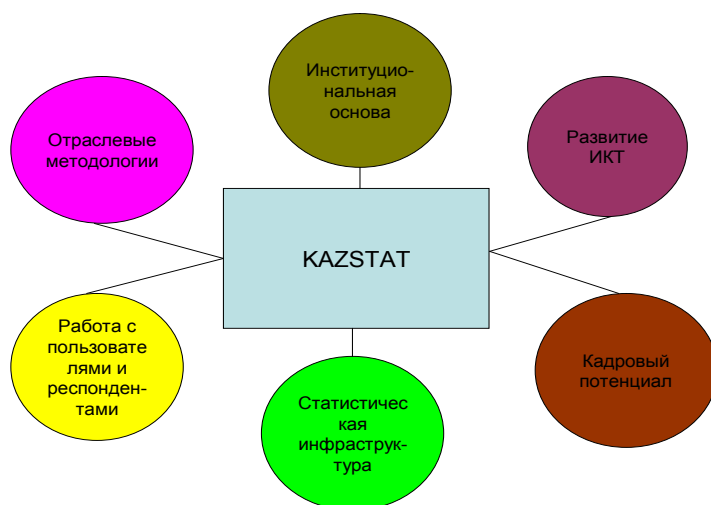 Институцио-
нальная
основа
Отраслевые
методологии
Развитие
ИКТ
KAZSTAT
Работа с
пользовате
лями и
респонден-
тами
Кадровый
потенциал
Статистичес
кая
инфраструк-
тура